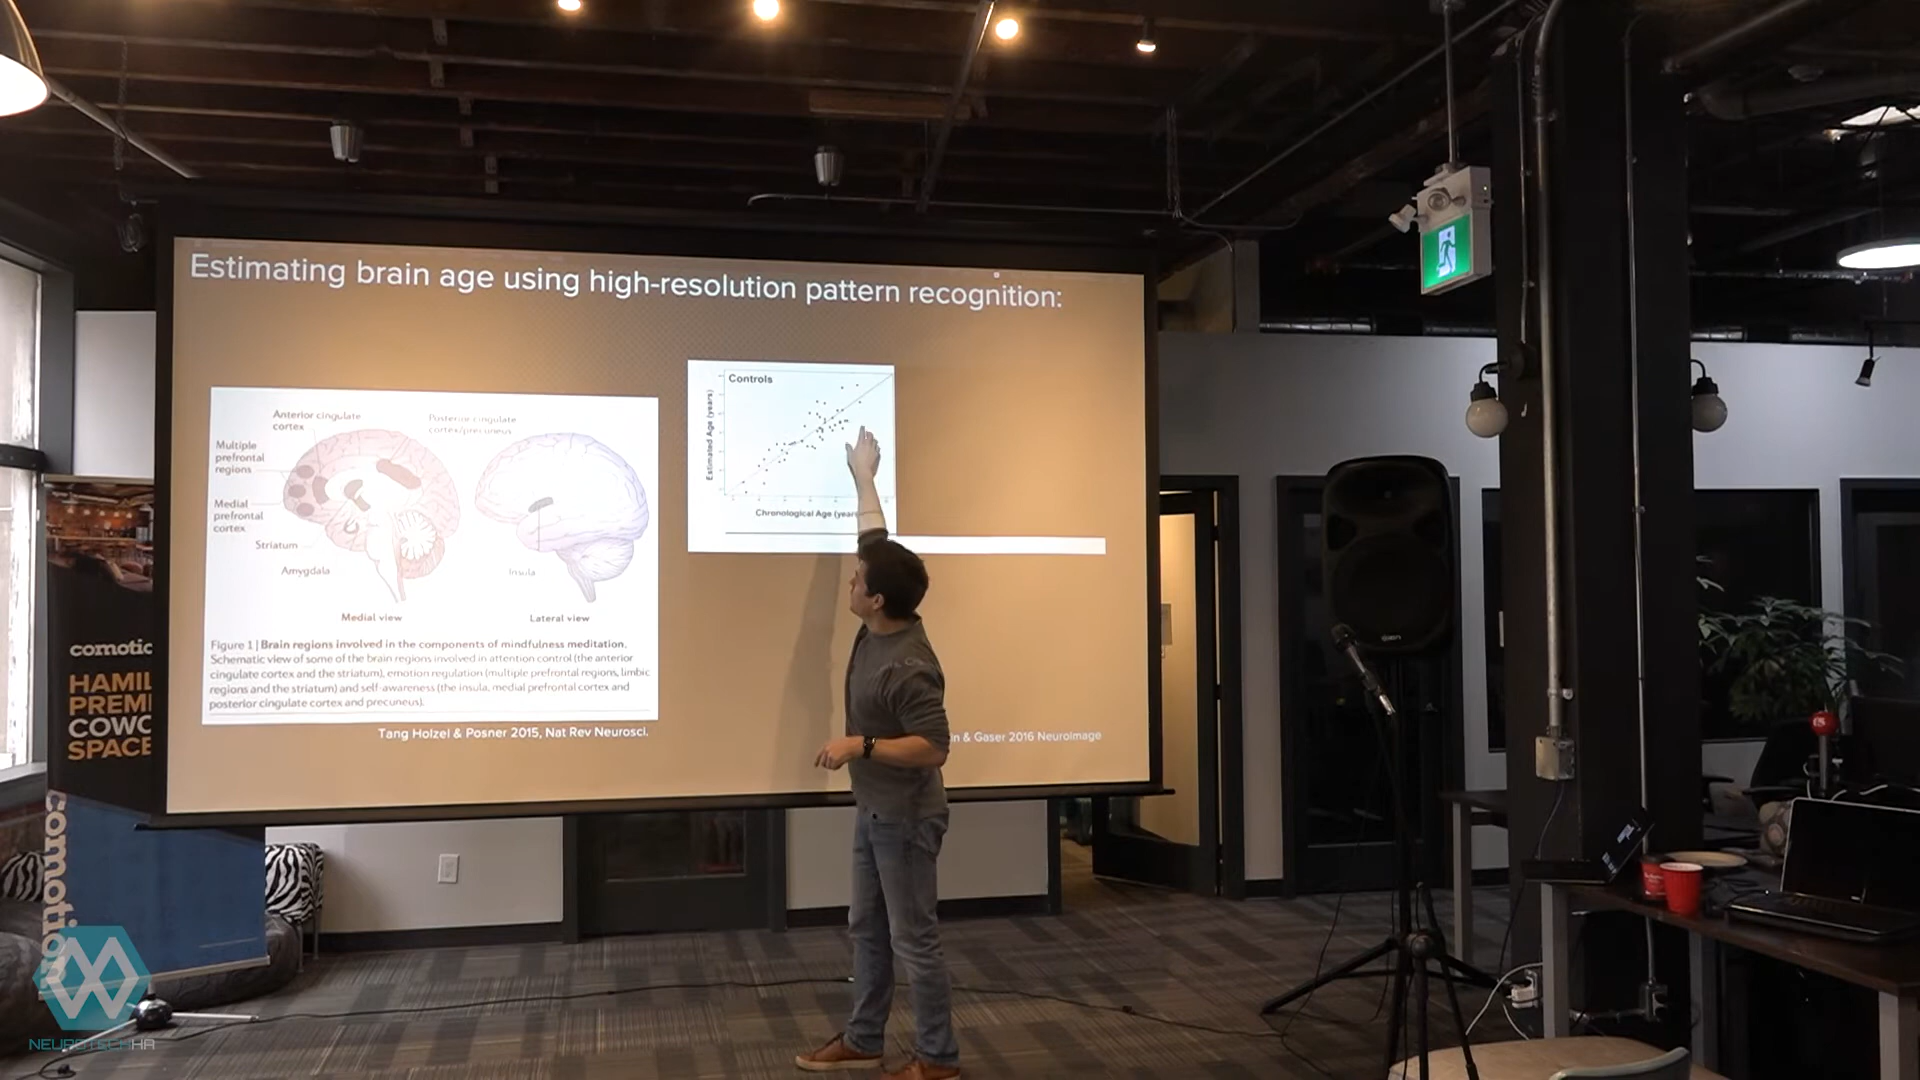 Estimating brain age using high-resolution pattern recognition:
Anterior cingulate
cortex
Posterior cingulate
cortex/precuneus
Multiple
prefrontal
regions
Medial
prefrontal
cortex
Striatum
Amygdala
Insula
Medial view
Lateral view
Figure 1 | Brain regions involved in the components of mindfulness meditation.
Schematic view of some of the brain regions involved in attention control (the anterior
cingulate cortex and the striatum), emotion regulation (multiple prefrontal regions, limbic
regions and the striatum) and self-awareness (the insula, medial prefrontal cortex and
posterior cingulate cortex and precuneus).
Tang Holzel & Posner 2015, Nat Rev Neurosci.
Controls
Estimated Age (years)
Chronological Age (years
& Gaser 2016 NeuroImage
comotio
HAMIL
PREMI
COWO
SPACE
comotion
NEUROTECHHR